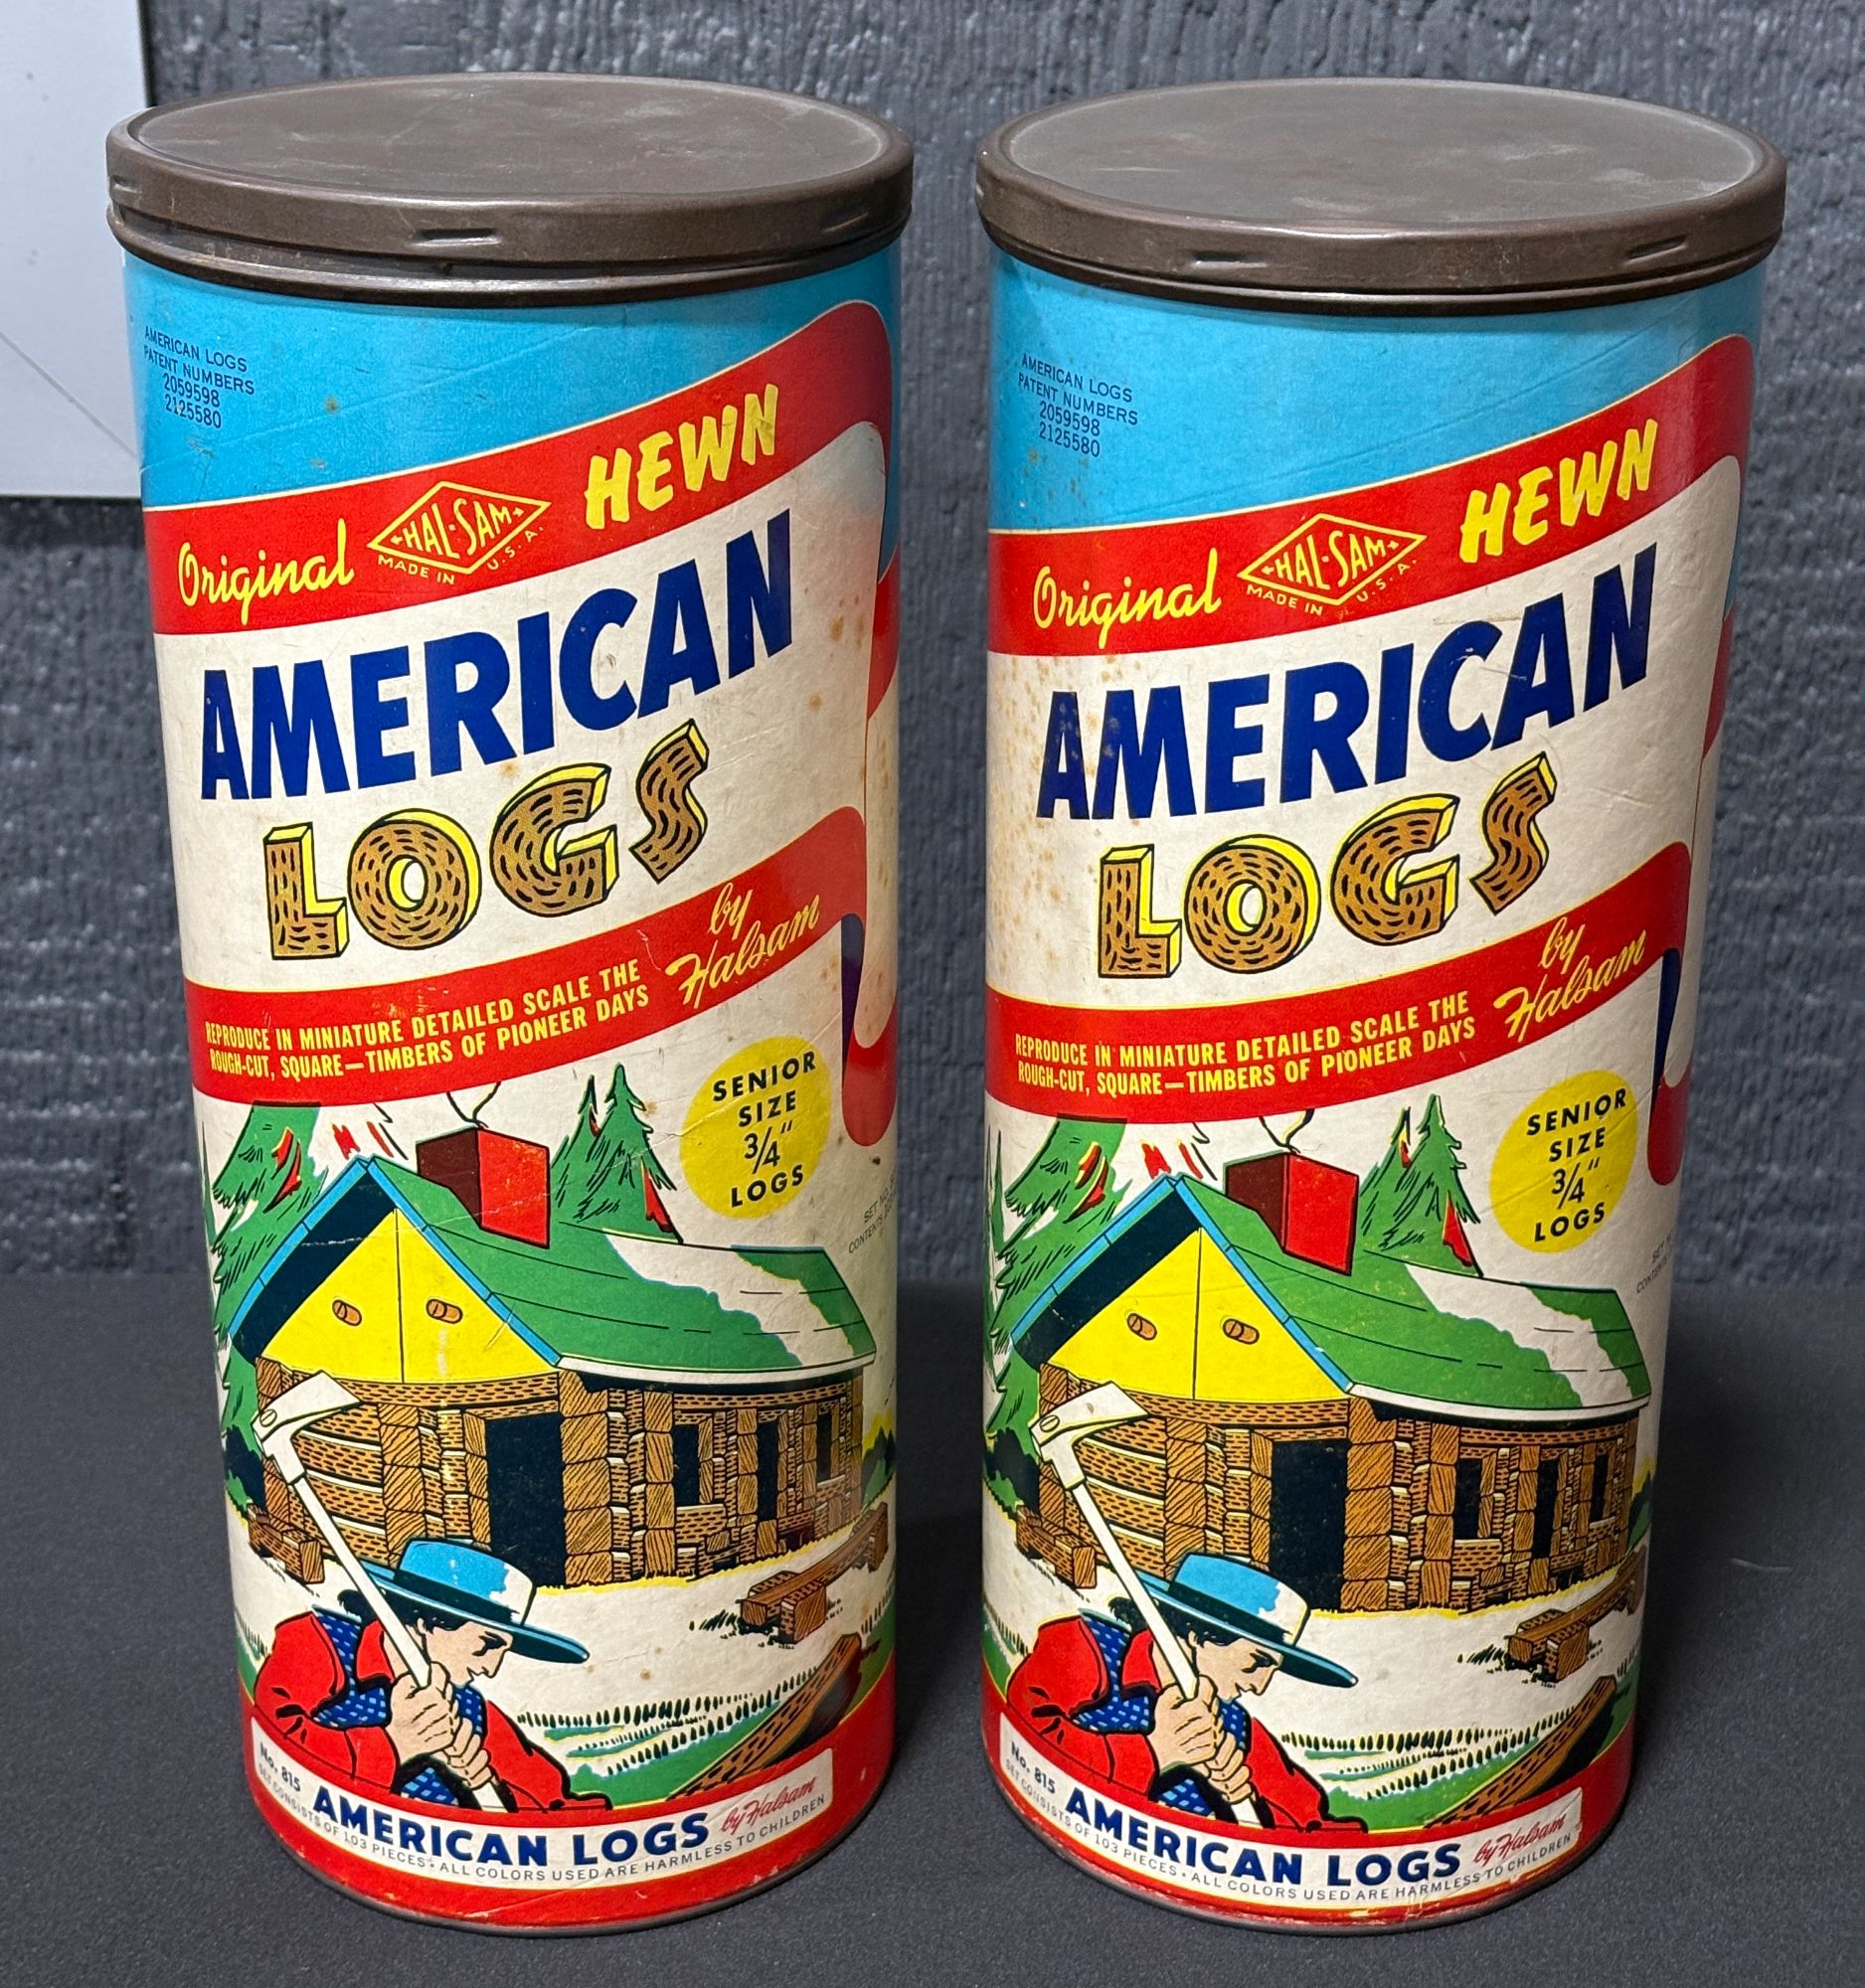 AMERICAN LOGS
PATENT NUMBERS
2059598
2125580
Original HAL-SAM HEWN
MADE IN U.S.A.
AMERICAN
LOGS
by
Halsam
REPRODUCE IN MINIATURE DETAILED SCALE THE
ROUGH-CUT, SQUARE—TIMBERS OF PIONEER DAYS
SENIOR
SIZE
3/4"
LOGS
SET No.
CONTENTS
No. 815
AMERICAN LOGS by Halsam
SET CONSISTS OF 103 PIECES • ALL COLORS USED ARE HARMLESS TO CHILDREN
AMERICAN LOGS
PATENT NUMBERS
2059598
2125580
Original HAL-SAM HEWN
MADE IN U.S.A.
AMERICAN
LOGS
by
Halsam
REPRODUCE IN MINIATURE DETAILED SCALE THE
ROUGH-CUT, SQUARE—TIMBERS OF PIONEER DAYS
SENIOR
SIZE
3/4"
LOGS
No. 815
AMERICAN LOGS by Halsam
SET CONSISTS OF 103 PIECES • ALL COLORS USED ARE HARMLESS TO CHILDREN